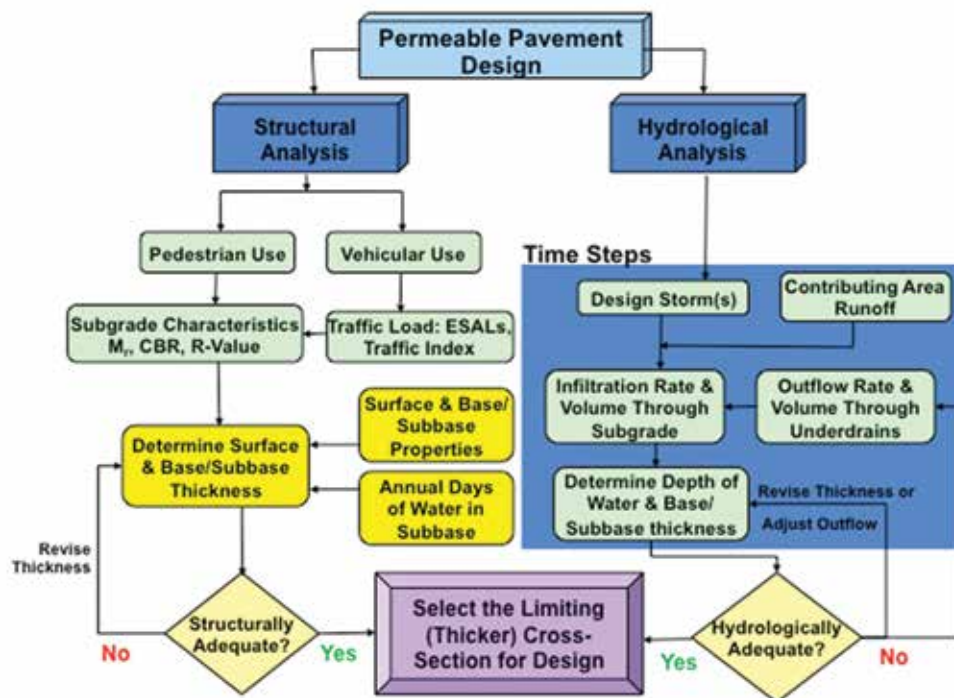 Permeable Pavement
Design
Structural
Analysis
Hydrological
Analysis
Pedestrian Use
Vehicular Use
Subgrade Characteristics
Mᵣ, CBR, R-Value
Traffic Load: ESALs,
Traffic Index
Surface & Base/
Subbase
Properties
Determine Surface
& Base/Subbase
Thickness
Annual Days
of Water in
Subbase
Revise
Thickness
Structurally
Adequate?
No
Yes
Time Steps
Design Storm(s)
Contributing Area
Runoff
Infiltration Rate &
Volume Through
Subgrade
Outflow Rate &
Volume Through
Underdrains
Determine Depth of
Water & Base/
Subbase thickness
Revise Thickness or
Adjust Outflow
Hydrologically
Adequate?
Yes
No
Select the Limiting
(Thicker) Cross-
Section for Design